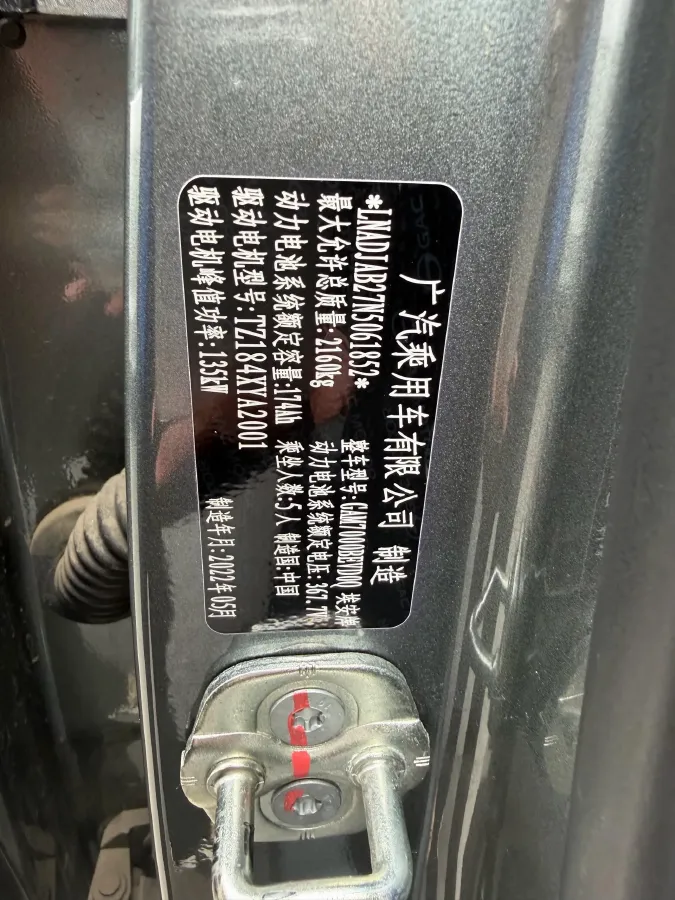 广汽乘用车有限公司 制造
*LNADJAB27N5061852* 整车型号:GAM7000BEVD0Q 埃安牌
最大允许总质量:2160kg 动力电池系统额定电压:367.7V
动力电池系统额定容量:174Ah 乘坐人数:5人 制造国:中国
驱动电机型号:TZ184XYA2001
驱动电机峰值功率:135kW 制造年月:2022年05月
GAC